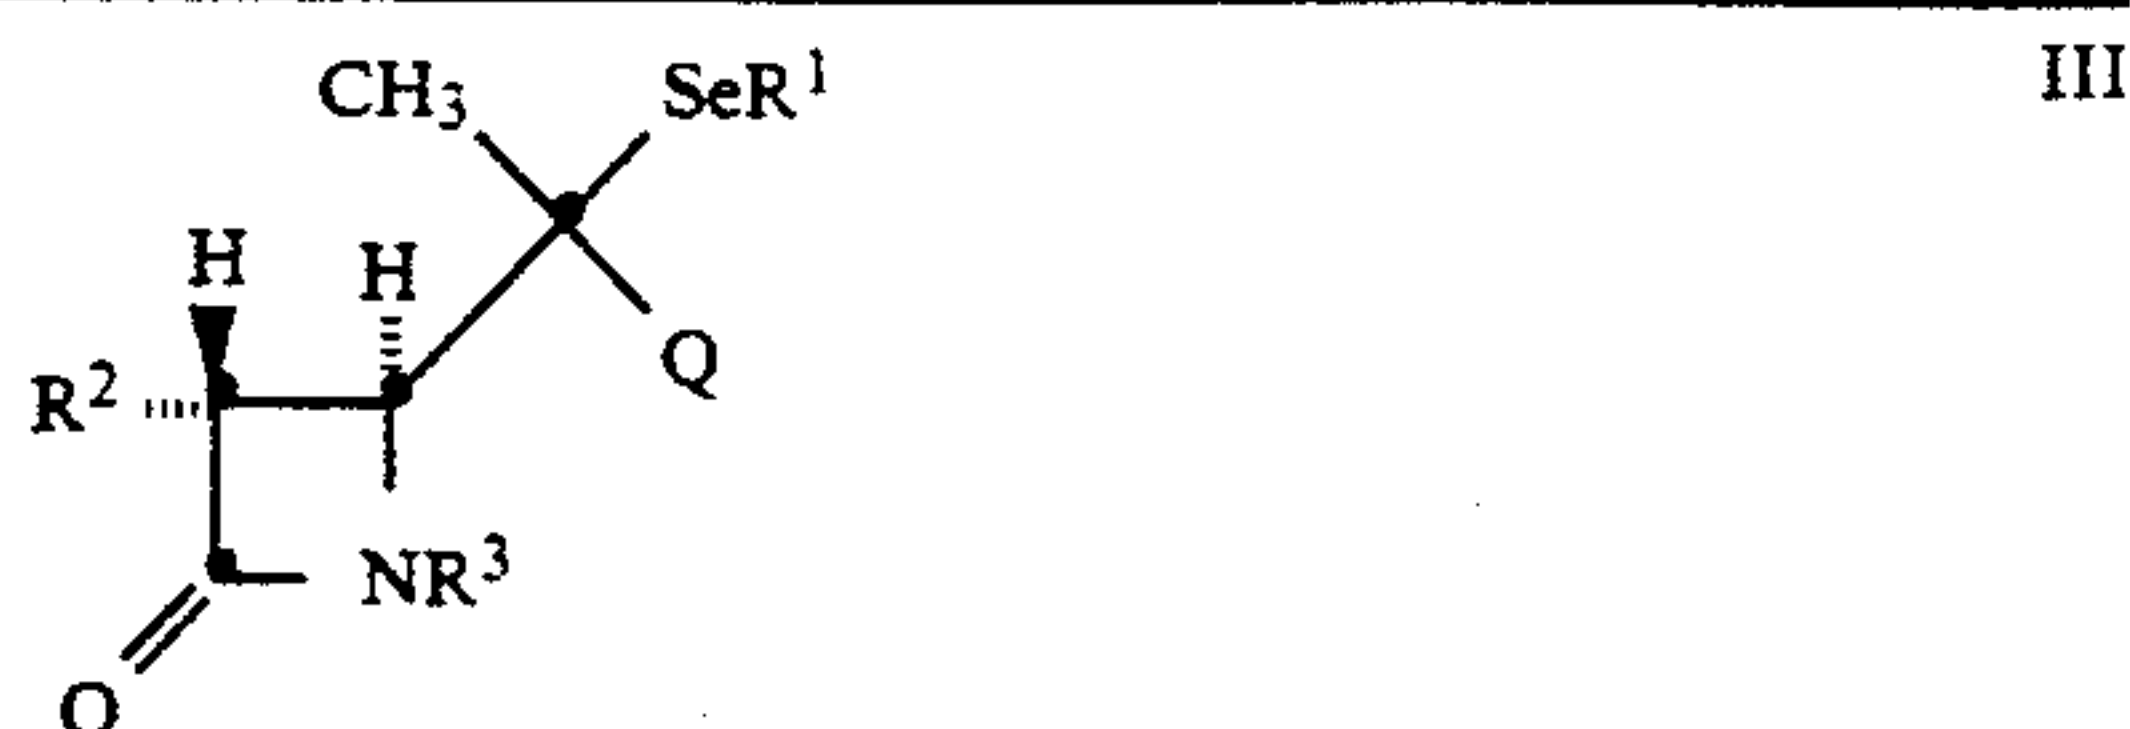 III
CH3 SeR1
H H
Q
R2
NR3
O